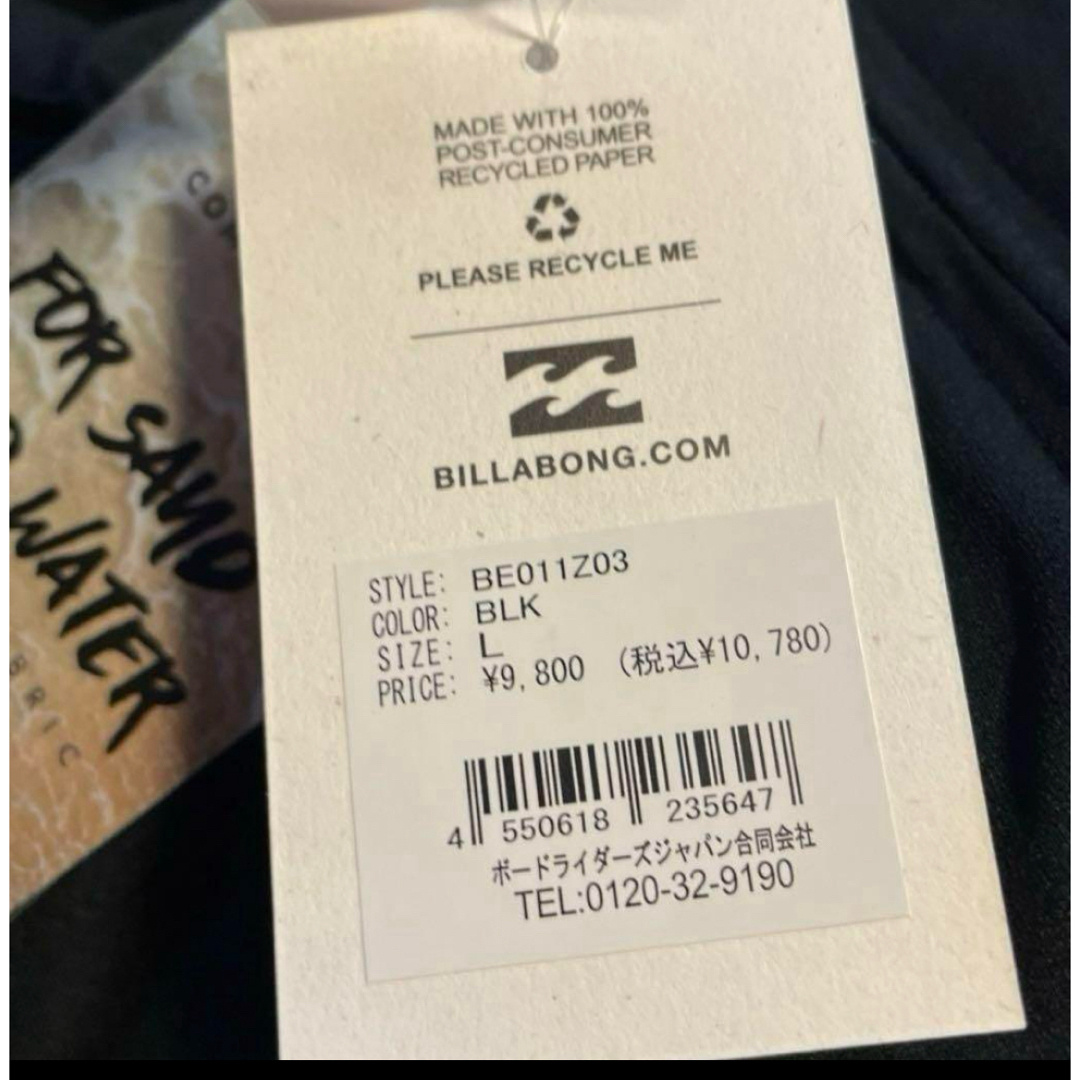 MADE WITH 100%
POST-CONSUMER
RECYCLED PAPER
PLEASE RECYCLE ME
BILLABONG.COM
STYLE: BE011Z03
COLOR: BLK
SIZE: L
PRICE: ¥9,800 (税込¥10,780)
4 550618 235647
ボードライダーズジャパン合同会社
TEL:0120-32-9190
FOR SAND
WATER